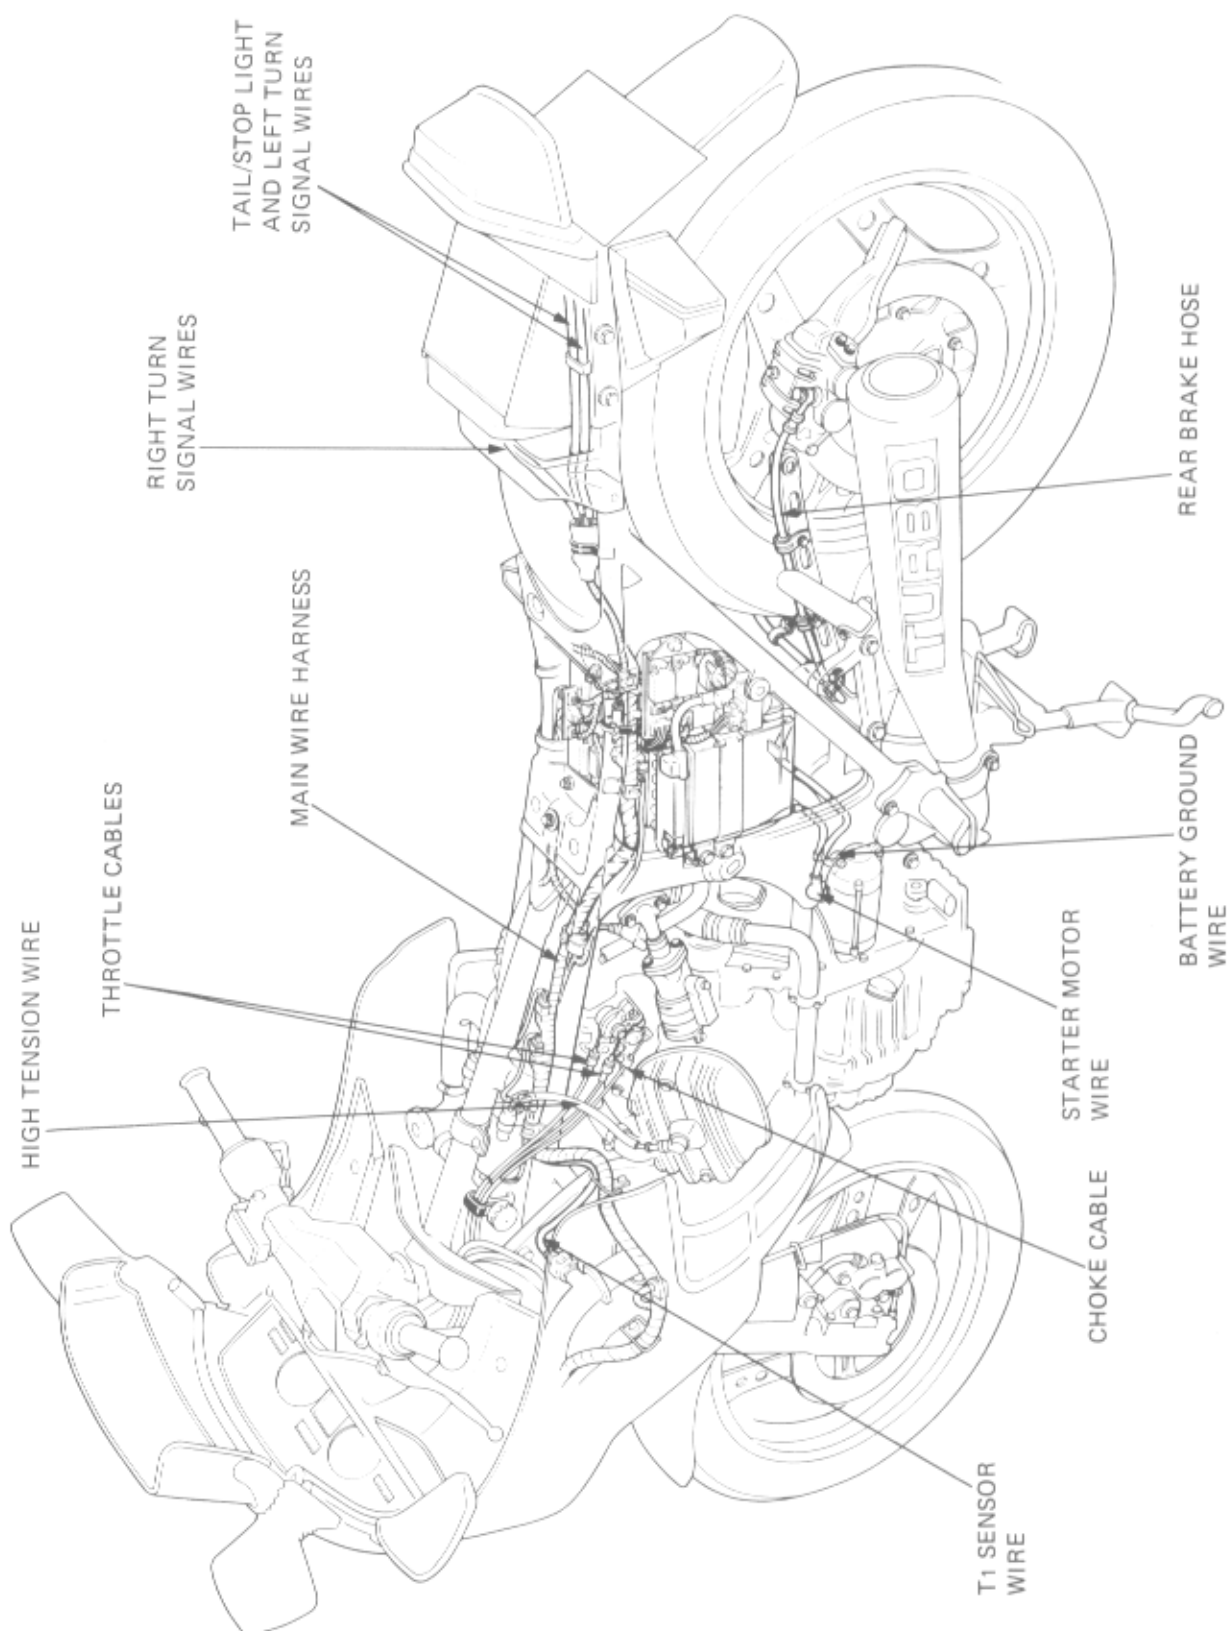 HIGH TENSION WIRE
THROTTLE CABLES
MAIN WIRE HARNESS
RIGHT TURN
SIGNAL WIRES
TAIL/STOP LIGHT
AND LEFT TURN
SIGNAL WIRES
TURBO
T1 SENSOR
WIRE
CHOKE CABLE
STARTER MOTOR
WIRE
BATTERY GROUND
WIRE
REAR BRAKE HOSE